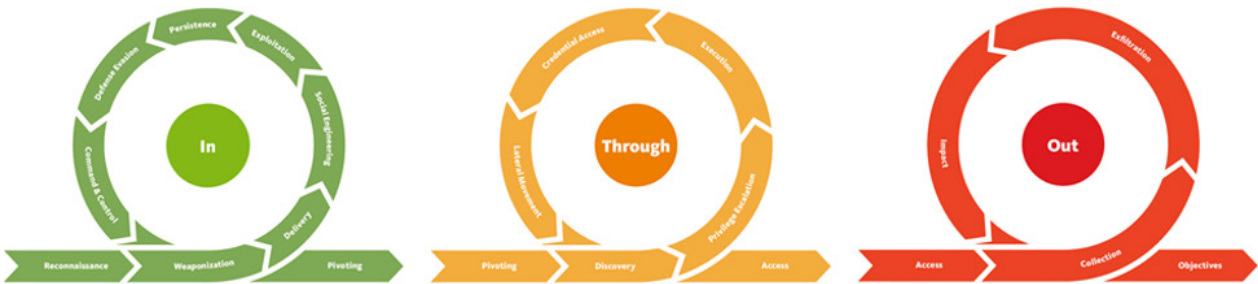 In
Reconnaissance
Weaponization
Delivery
Social Engineering
Exploitation
Persistence
Defense Evasion
Command & Control
Pivoting
Through
Pivoting
Discovery
Privilege Escalation
Execution
Credential Access
Lateral Movement
Access
Out
Access
Collection
Exfiltration
Impact
Objectives